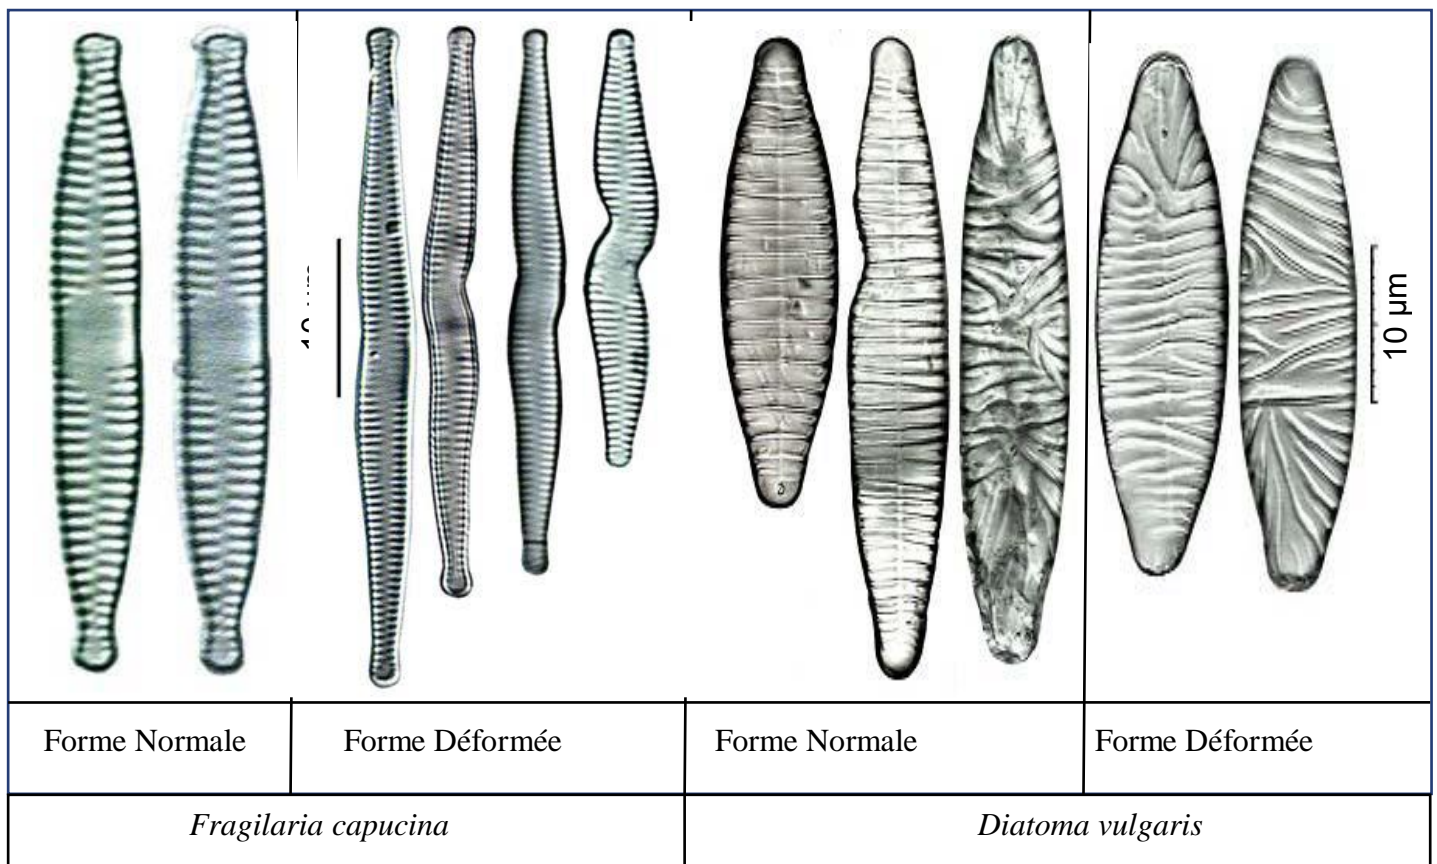 10 µm
Forme Normale
Forme Déformée
Forme Normale
Forme Déformée
Fragilaria capucina
Diatoma vulgaris